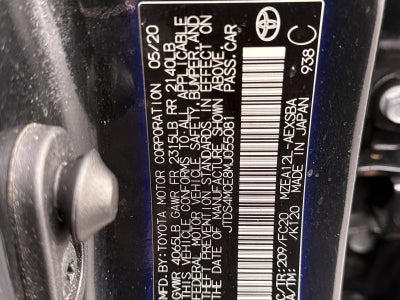 MFD.BY:TOYOTA MOTOR CORPORATION 05/20
GVWR 4065LB GAWR FR 2315LB RR 2140LB
THIS VEHICLE CONFORMS TO ALL APPLICABLE
FEDERAL MOTOR VEHICLE SAFETY, BUMPER, AND
THEFT PREVENTION STANDARDS IN EFFECT ON
THE DATE OF MANUFACTURE SHOWN ABOVE.
JTDS4MCE8MJ055081 PASS.CAR
C/TR:209/FC20 MZEA12L-AEXSBA
A/TM: /K120 MADE IN JAPAN
938 C
TOYOTA